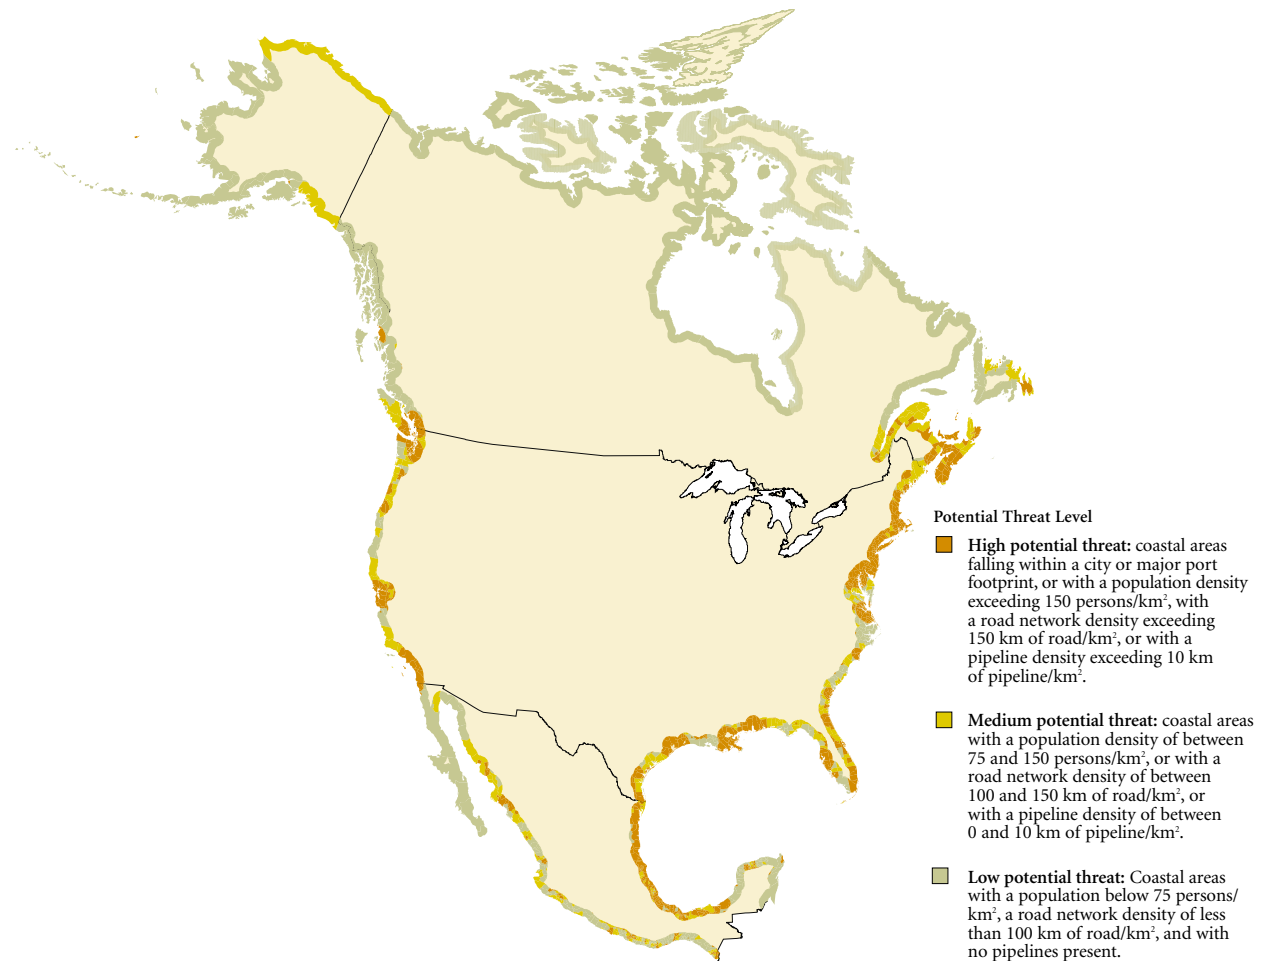 Potential Threat Level
High potential threat: coastal areas
falling within a city or major port
footprint, or with a population density
exceeding 150 persons/km², with
a road network density exceeding
150 km of road/km², or with a
pipeline density exceeding 10 km
of pipeline/km².
Medium potential threat: coastal areas
with a population density of between
75 and 150 persons/km², or with a
road network density of between
100 and 150 km of road/km², or
with a pipeline density of between
0 and 10 km of pipeline/km².
Low potential threat: Coastal areas
with a population below 75 persons/
km², a road network density of less
than 100 km of road/km², and with
no pipelines present.